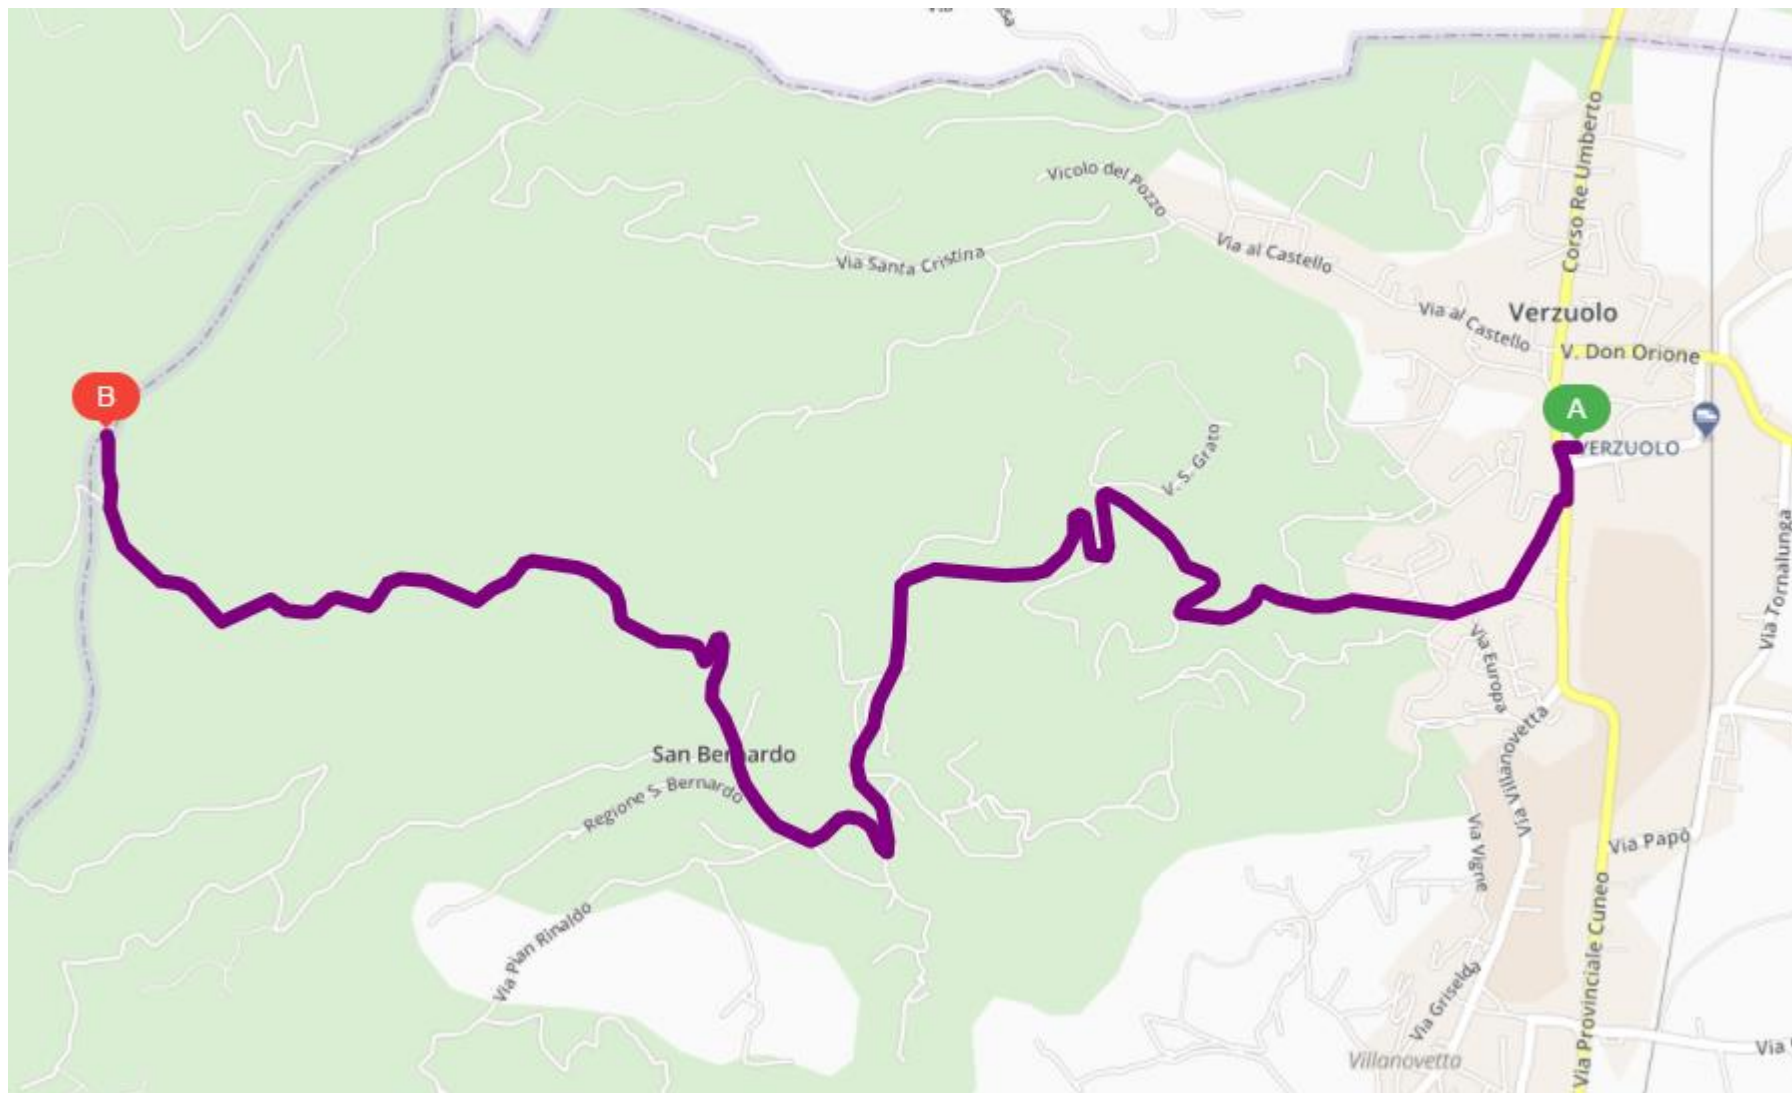 Corso Re Umberto
Vicolo del Pozzo
Via al Castello
Via Santa Cristina
Via al Castello
Verzuolo
V. Don Orione
B
A
VERZUOLO
V. S. Grato
Via Tornalunga
Via Europa
Via Villanovetta
San Bernardo
Regione S. Bernardo
Via Vigne
Via Papò
Via Pian Rinaldo
Via Provinciale Cuneo
Via Griselda
Villanovetta
Via